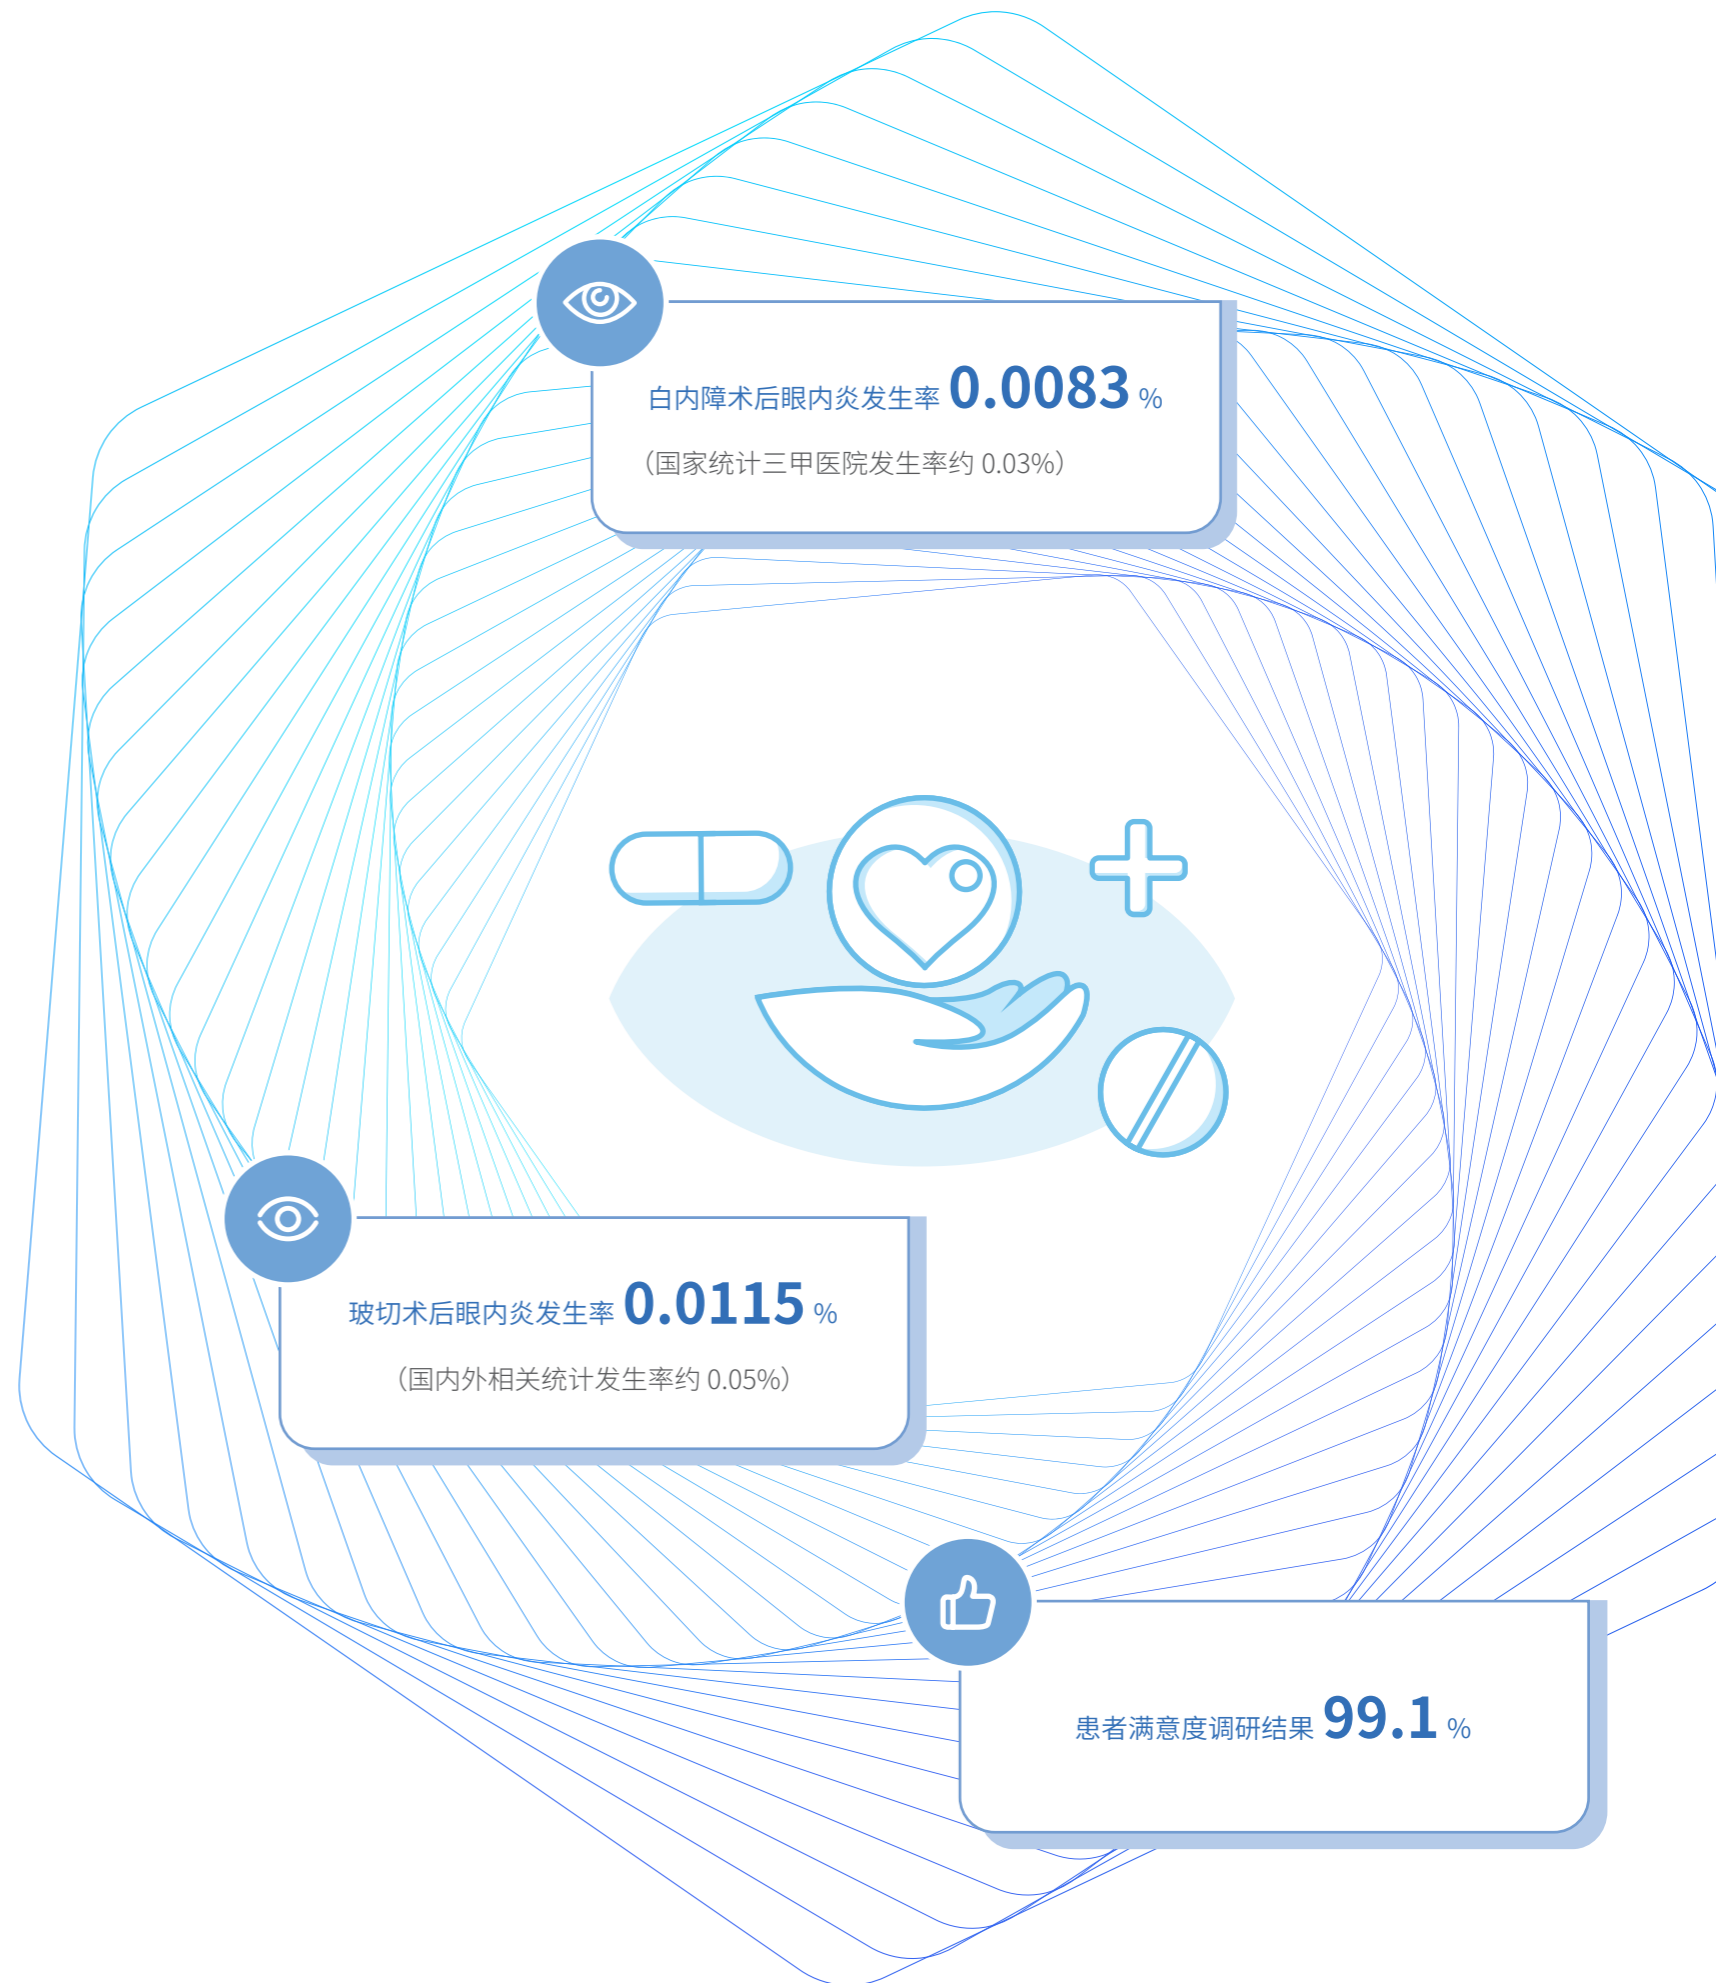 白内障术后眼内炎发生率 0.0083 %
（国家统计三甲医院发生率约 0.03%）
玻切术后眼内炎发生率 0.0115 %
（国内外相关统计发生率约 0.05%）
患者满意度调研结果 99.1 %